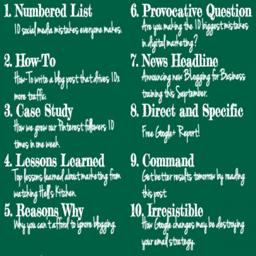 1. Numbered List
10 social media mistakes everyone makes.
2. How-To
How-To write a blog post that drives 10x
more traffic.
3. Case Study
How we grew our Pinterest followers 10
times in one week.
4. Lessons Learned
Top lessons learned about marketing from
watching Hell's Kitchen.
5. Reasons Why
Why you can't afford to ignore blogging.
6. Provocative Question
Are you making the 10 biggest mistakes
in digital marketing?
7. News Headline
Announcing new Blogging for Business
training this September.
8. Direct and Specific
Free Google+ Report!
9. Command
Get better results tomorrow by reading
this post.
10. Irresistible
How Google changes may be destroying
your email strategy.